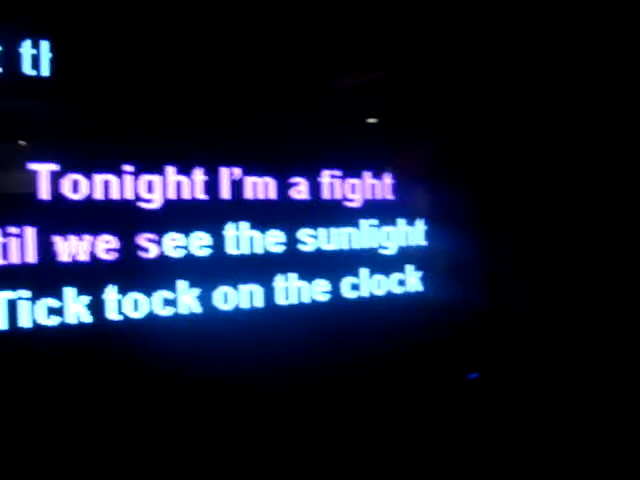 Tonight I'm a fight
til we see the sunlight
Tick tock on the clock